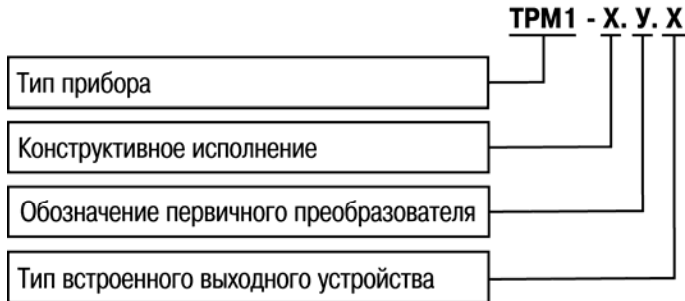 ТРМ1 - Х. У. Х
Тип прибора
Конструктивное исполнение
Обозначение первичного преобразователя
Тип встроенного выходного устройства